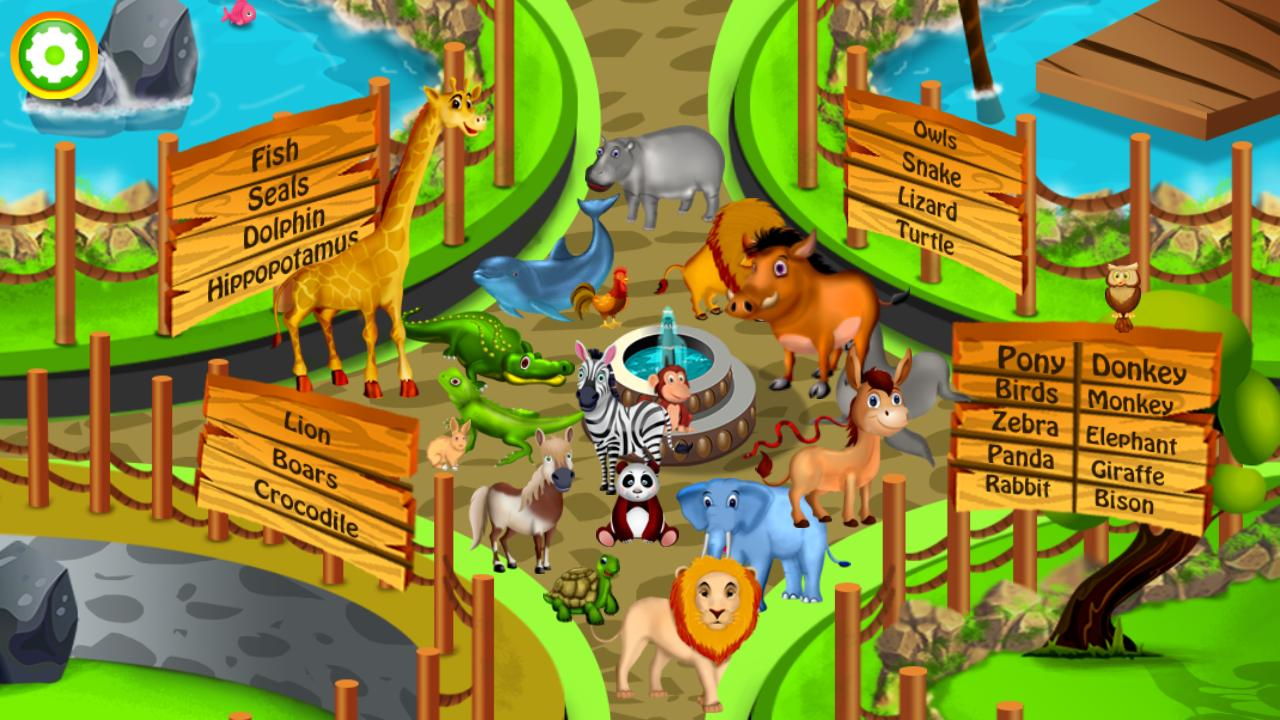 Fish
Seals
Dolphin
Hippopotamus
Owls
Snake
Lizard
Turtle
Lion
Boars
Crocodile
Pony Donkey
Birds Monkey
Zebra Elephant
Panda Giraffe
Rabbit Bison